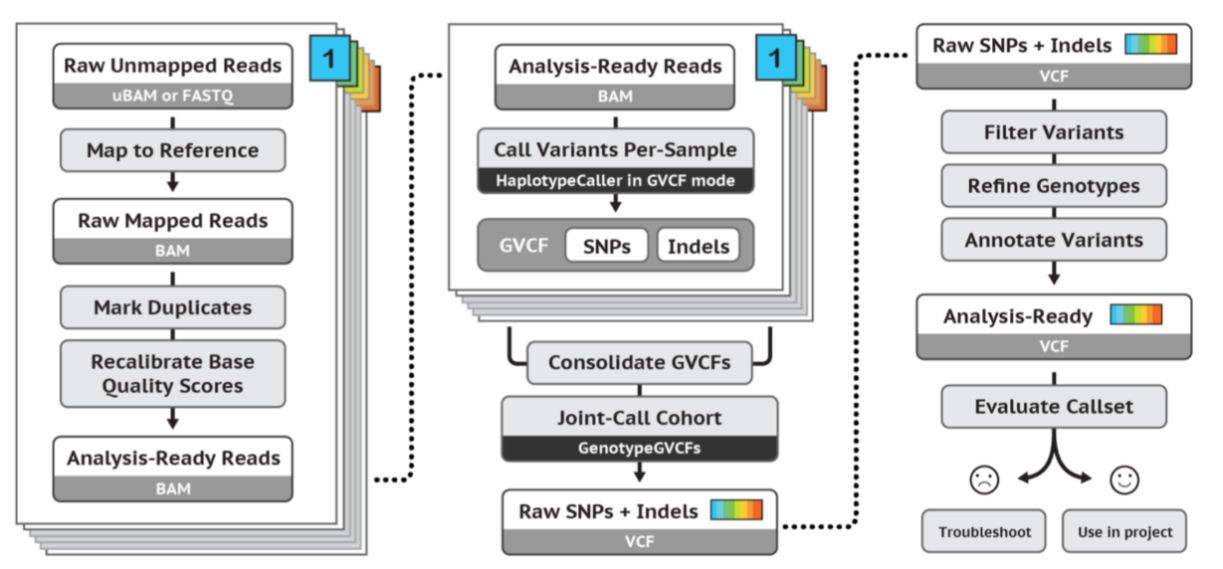 1
Raw Unmapped Reads
uBAM or FASTQ
Map to Reference
Raw Mapped Reads
BAM
Mark Duplicates
Recalibrate Base
Quality Scores
Analysis-Ready Reads
BAM
1
Analysis-Ready Reads
BAM
Call Variants Per-Sample
HaplotypeCaller in GVCF mode
GVCF SNPs Indels
Consolidate GVCFs
Joint-Call Cohort
GenotypeGVCFs
Raw SNPs + Indels
VCF
Raw SNPs + Indels
VCF
Filter Variants
Refine Genotypes
Annotate Variants
Analysis-Ready
VCF
Evaluate Callset
Troubleshoot
Use in project